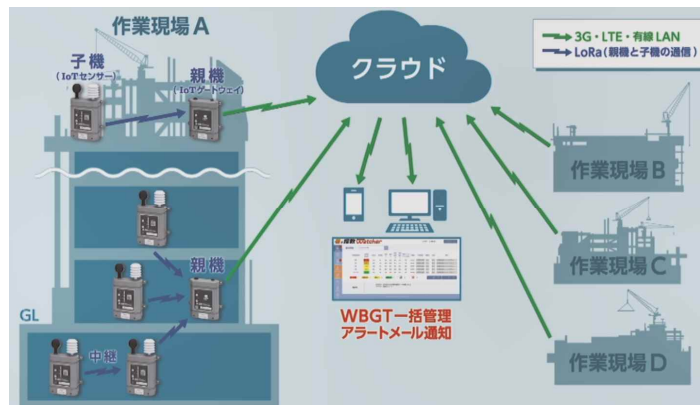 作業現場A
子機
(IoTセンサー)
親機
(IoTゲートウェイ)
クラウド
3G・LTE・有線LAN
LoRa(親機と子機の通信)
作業現場B
親機
作業現場C
WBGT一括管理
アラートメール通知
GL
中継
作業現場D